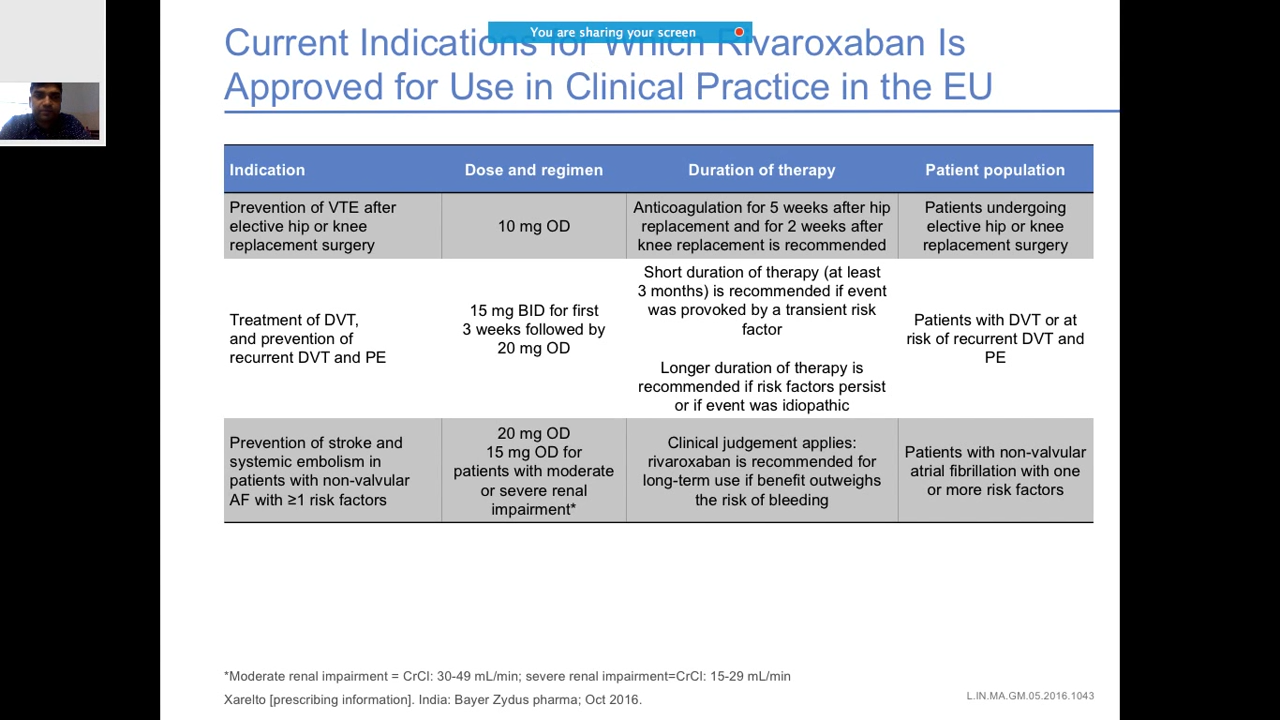 You are sharing your screen
Current Indications for Which Rivaroxaban Is
Approved for Use in Clinical Practice in the EU
Indication
Dose and regimen
Duration of therapy
Patient population
Prevention of VTE after
elective hip or knee
replacement surgery
10 mg OD
Anticoagulation for 5 weeks after hip
replacement and for 2 weeks after
knee replacement is recommended
Patients undergoing
elective hip or knee
replacement surgery
Treatment of DVT,
and prevention of
recurrent DVT and PE
15 mg BID for first
3 weeks followed by
20 mg OD
Short duration of therapy (at least
3 months) is recommended if event
was provoked by a transient risk
factor
Longer duration of therapy is
recommended if risk factors persist
or if event was idiopathic
Patients with DVT or at
risk of recurrent DVT and
PE
Prevention of stroke and
systemic embolism in
patients with non-valvular
AF with ≥1 risk factors
20 mg OD
15 mg OD for
patients with moderate
or severe renal
impairment*
Clinical judgement applies:
rivaroxaban is recommended for
long-term use if benefit outweighs
the risk of bleeding
Patients with non-valvular
atrial fibrillation with one
or more risk factors
*Moderate renal impairment = CrCl: 30-49 mL/min; severe renal impairment=CrCl: 15-29 mL/min
Xarelto [prescribing information]. India: Bayer Zydus pharma; Oct 2016.
L.IN.MA.GM.05.2016.1043